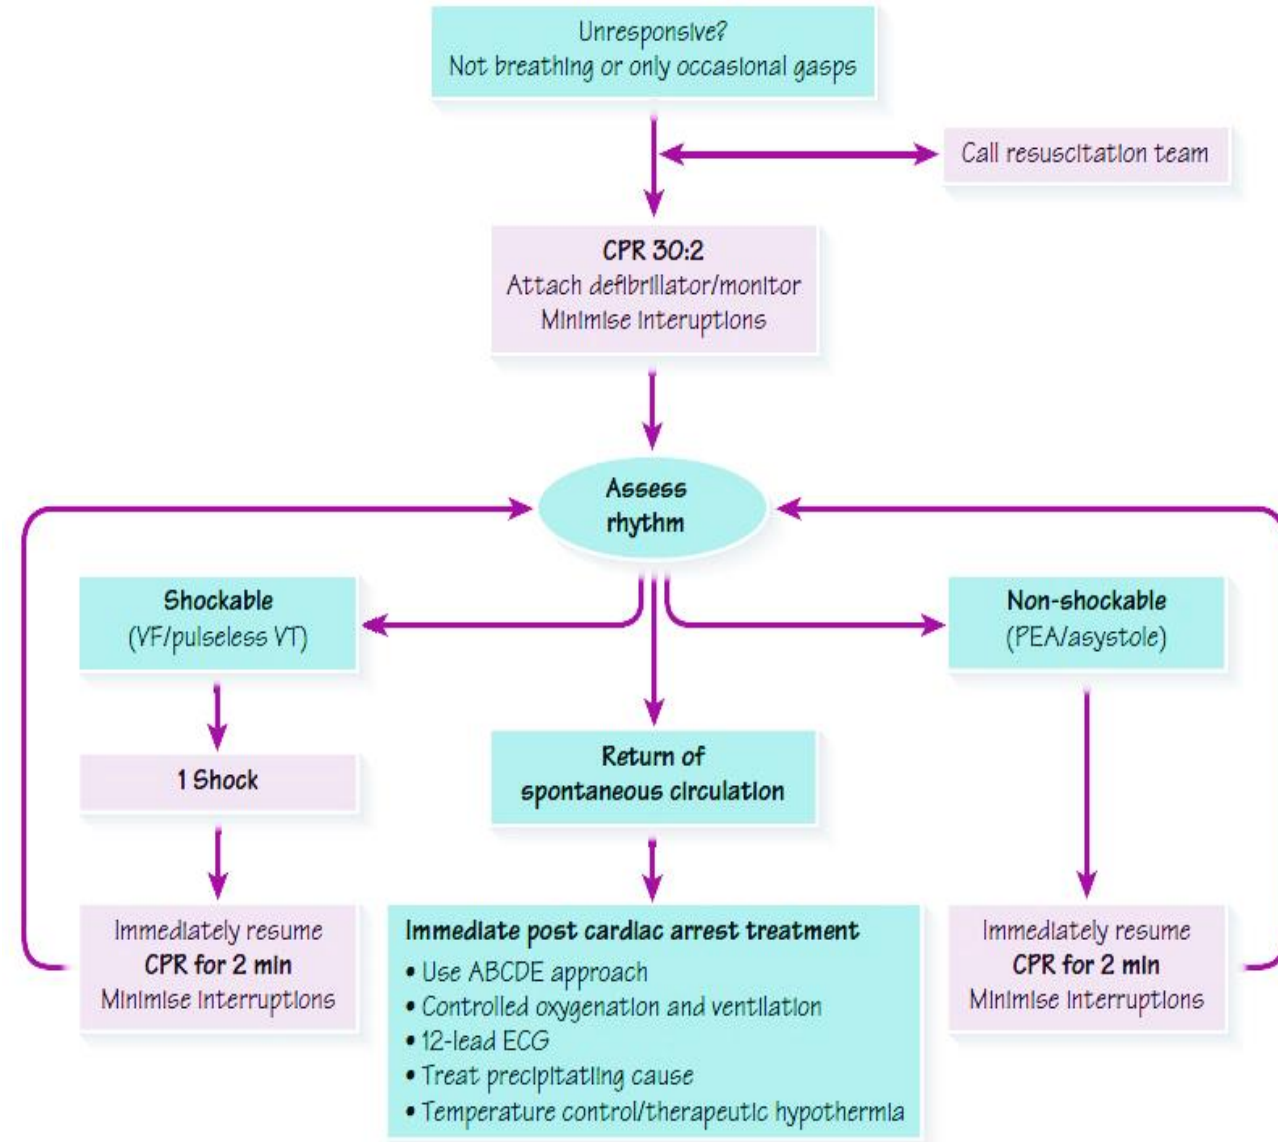 Unresponsive?
Not breathing or only occasional gasps
Call resuscitation team
CPR 30:2
Attach defibrillator/monitor
Minimise interuptions
Assess
rhythm
Shockable
(VF/pulseless VT)
Non-shockable
(PEA/asystole)
1 Shock
Return of
spontaneous circulation
Immediately resume
CPR for 2 min
Minimise interruptions
Immediate post cardiac arrest treatment
• Use ABCDE approach
• Controlled oxygenation and ventilation
• 12-lead ECG
• Treat precipitatling cause
• Temperature control/therapeutic hypothermia
Immediately resume
CPR for 2 min
Minimise interruptions